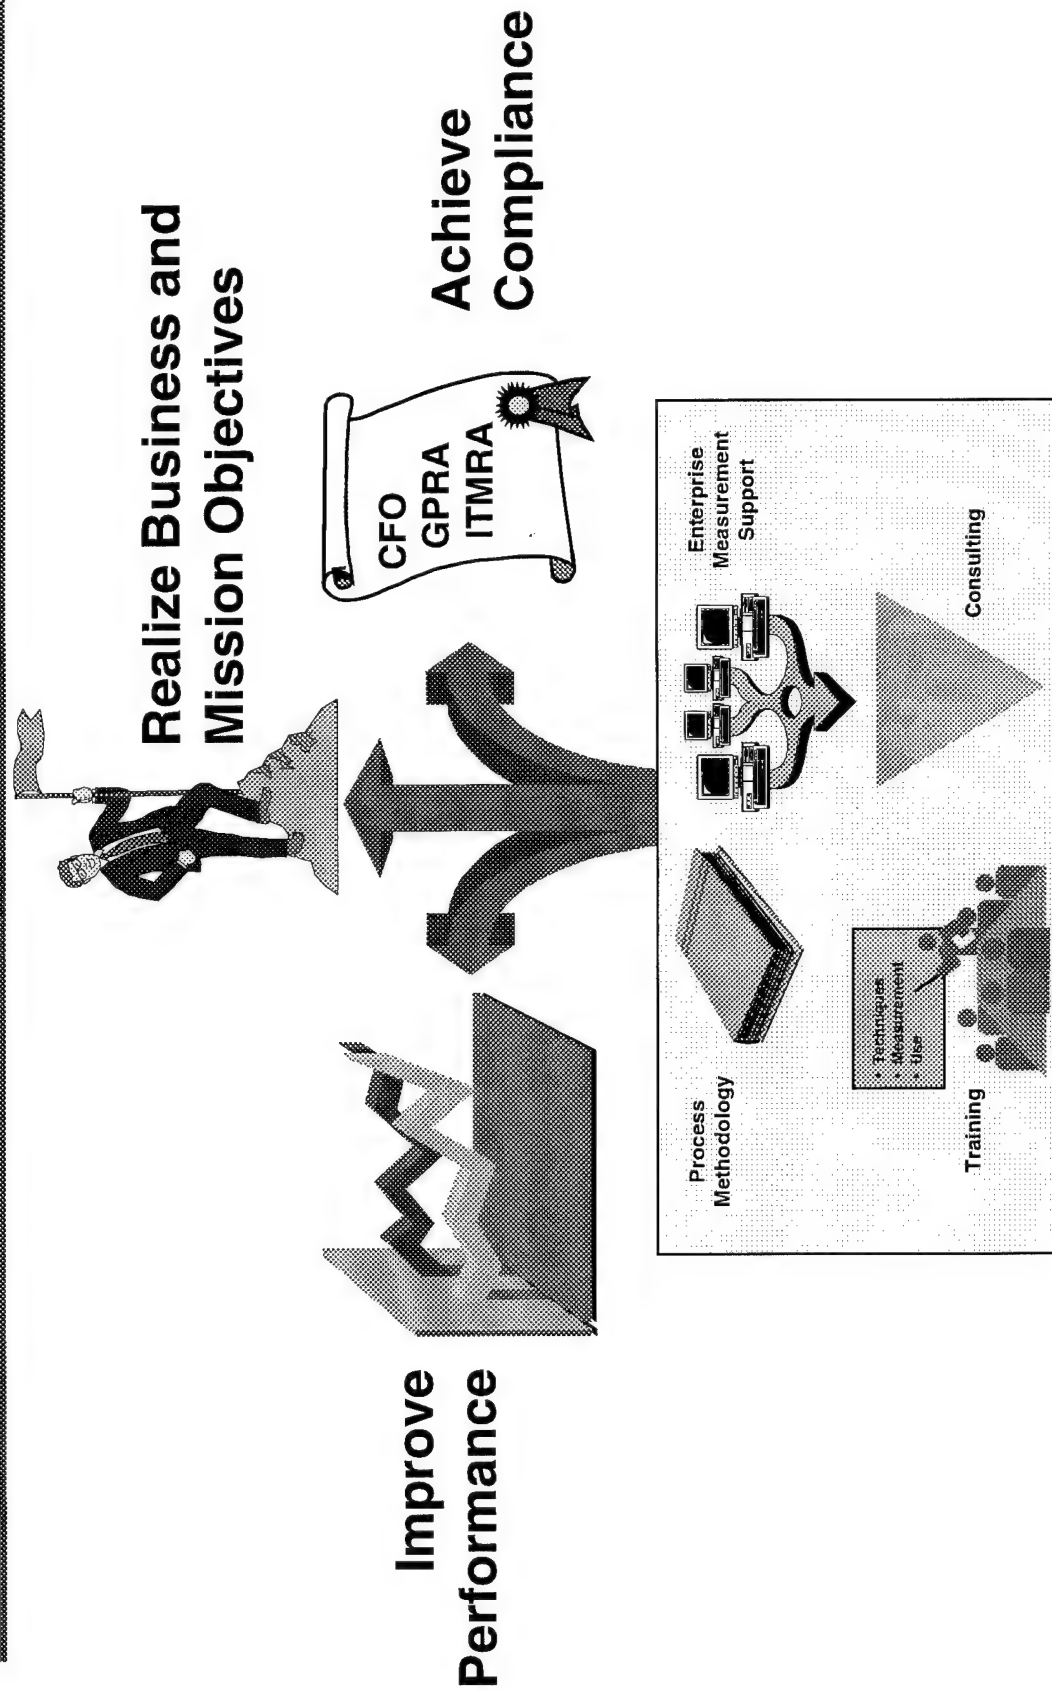 Realize Business and
Mission Objectives
Improve
Performance
CFO
GPRA
ITMRA
Achieve
Compliance
Process
Methodology
Enterprise
Measurement
Support
Training
• Techniques
• Measurement
• Use
Consulting